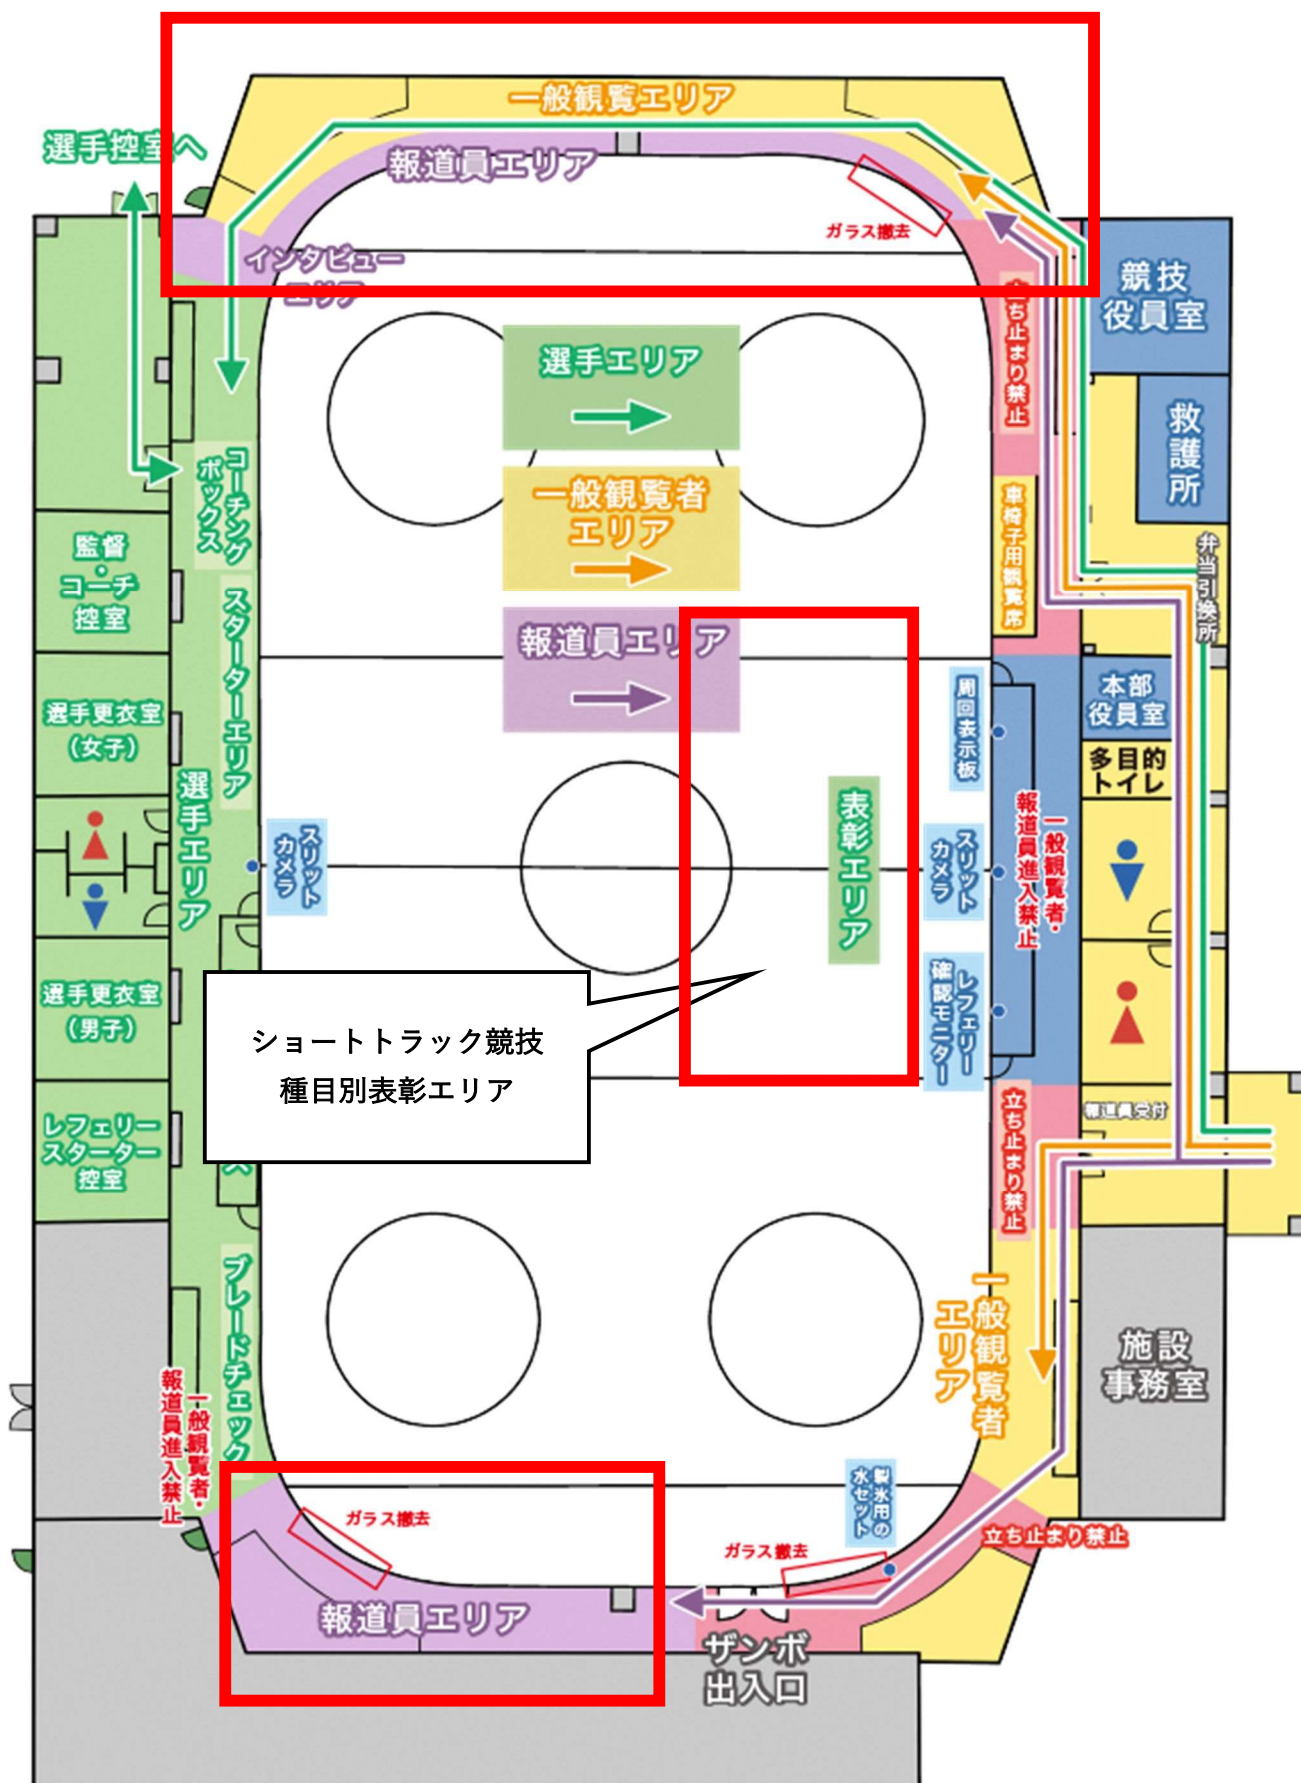 一般観覧エリア
選手控室へ
報道員エリア
ガラス撤去
インタビュー
エリア
競技
役員室
立ち止まり禁止
選手エリア
救護所
コーチング
ボックス
一般観覧者
エリア
車椅子用観覧席
弁当引換所
監督
・
コーチ
控室
スターターエリア
報道員エリア
周回表示板
本部
役員室
選手更衣室
(女子)
多目的
トイレ
選手エリア
表彰エリア
一般観覧者・
報道員進入禁止
スリット
カメラ
スリット
カメラ
選手更衣室
(男子)
レフェリー
確認モニター
ショートトラック競技
種目別表彰エリア
レフェリー
スターター
控室
ス
立ち止まり禁止
報道員受付
ブレードチェック
一般観覧者
エリア
施設
事務室
一般観覧者・
報道員進入禁止
製氷用の
水セット
ガラス撤去
ガラス撤去
立ち止まり禁止
報道員エリア
ザンボ
出入口